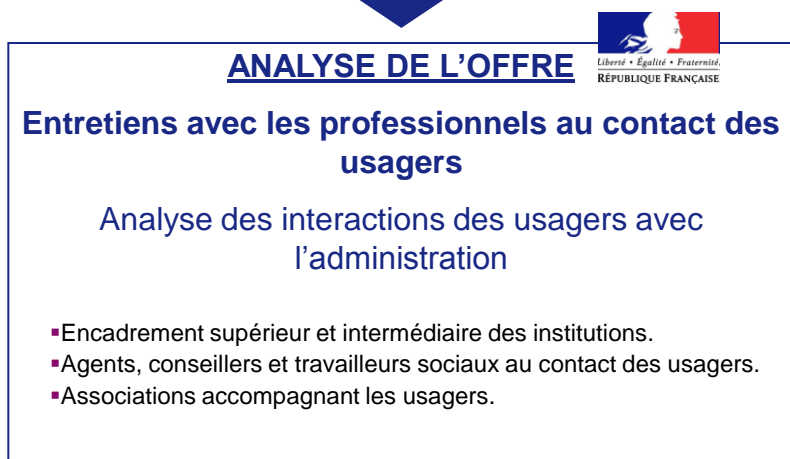 ANALYSE DE L’OFFRE
Liberté • Égalité • Fraternité
RÉPUBLIQUE FRANÇAISE
Entretiens avec les professionnels au contact des
usagers
Analyse des interactions des usagers avec
l’administration
▪Encadrement supérieur et intermédiaire des institutions.
▪Agents, conseillers et travailleurs sociaux au contact des usagers.
▪Associations accompagnant les usagers.